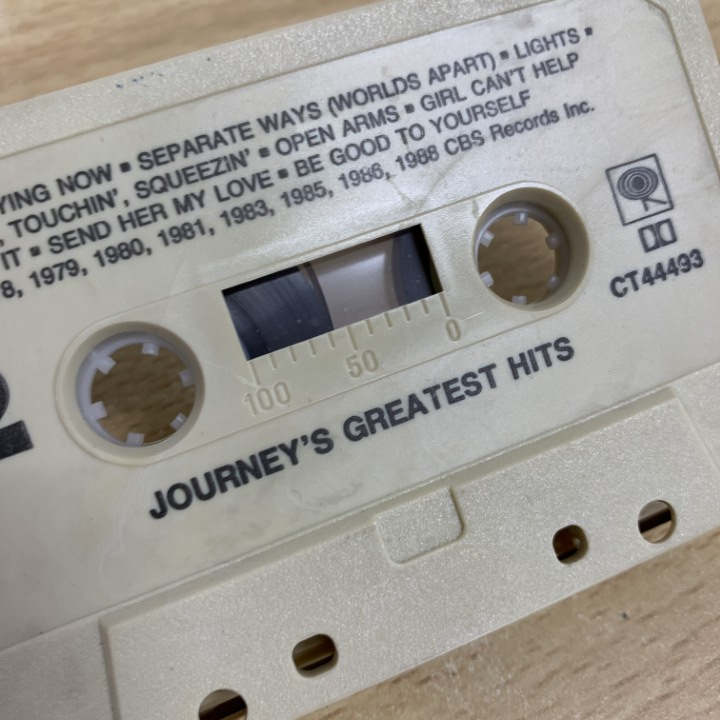 YING NOW ▪ SEPARATE WAYS (WORLDS APART) ▪ LIGHTS ▪
, TOUCHIN', SQUEEZIN' ▪ OPEN ARMS ▪ GIRL CAN'T HELP
IT ▪ SEND HER MY LOVE ▪ BE GOOD TO YOURSELF
8, 1979, 1980, 1981, 1983, 1985, 1986, 1988 CBS Records Inc.
CT44493
2
100 50 0
JOURNEY'S GREATEST HITS